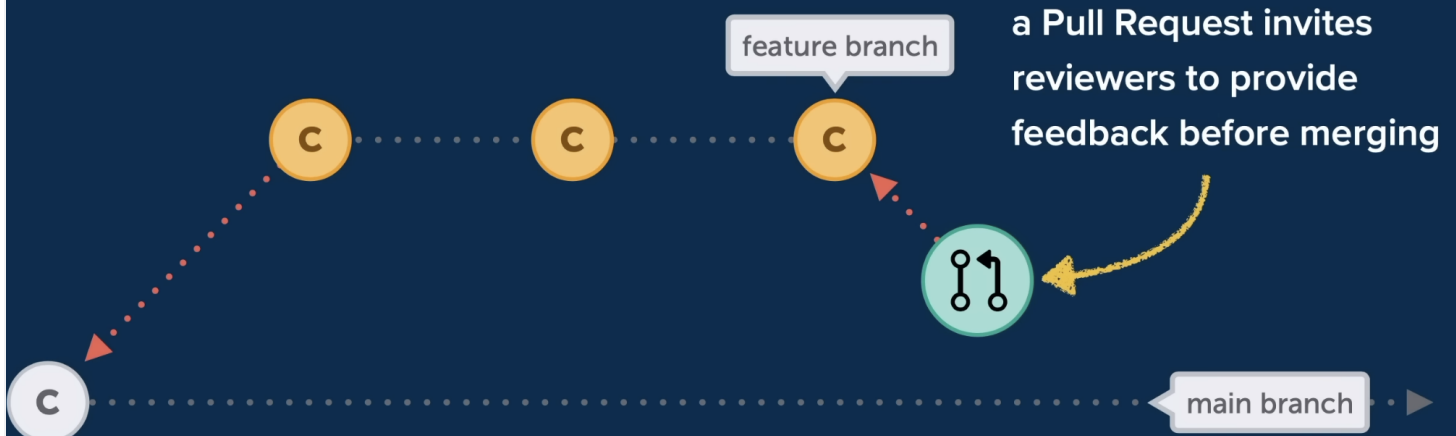 a Pull Request invites
feature branch
reviewers to provide
feedback before merging
C
C
C
C
main branch